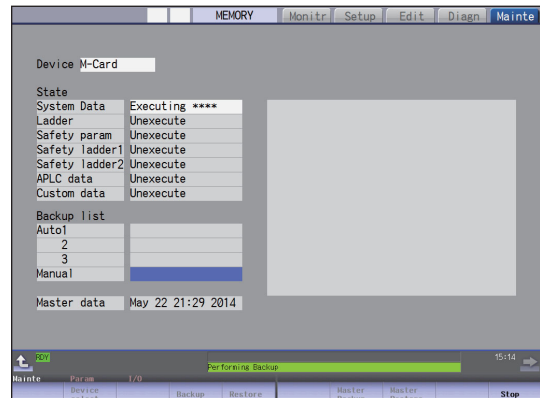 MEMORY Monitr Setup Edit Diagn Mainte
Device M-Card
State
System Data Executing ****
Ladder Unexecute
Safety param Unexecute
Safety ladder1 Unexecute
Safety ladder2 Unexecute
APLC data Unexecute
Custom data Unexecute
Backup list
Auto1
2
3
Manual
Master data May 22 21:29 2014
RDY 15:14
Performing Backup
Mainte Param I/O
Device Master Master
Backup Restore Stop